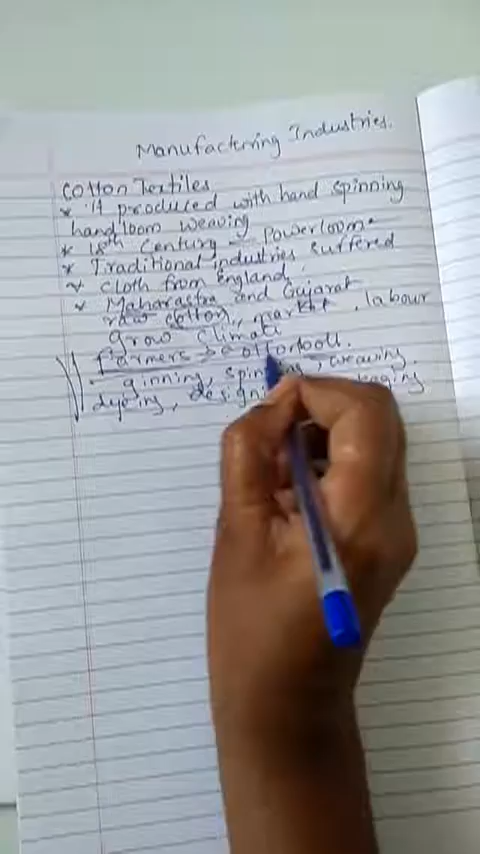 Manufacturing Industries.
Cotton Textiles
* It produced with hand spinning
handloom weaving
* 18th Century – Powerloom.
* Traditional industries suffered
* Cloth from England.
* Maharastra and Gujarat
raw cotton, market, labour
grow climate
Farmers → cottonboll.
ginning, spinning, weaving,
dyeing,